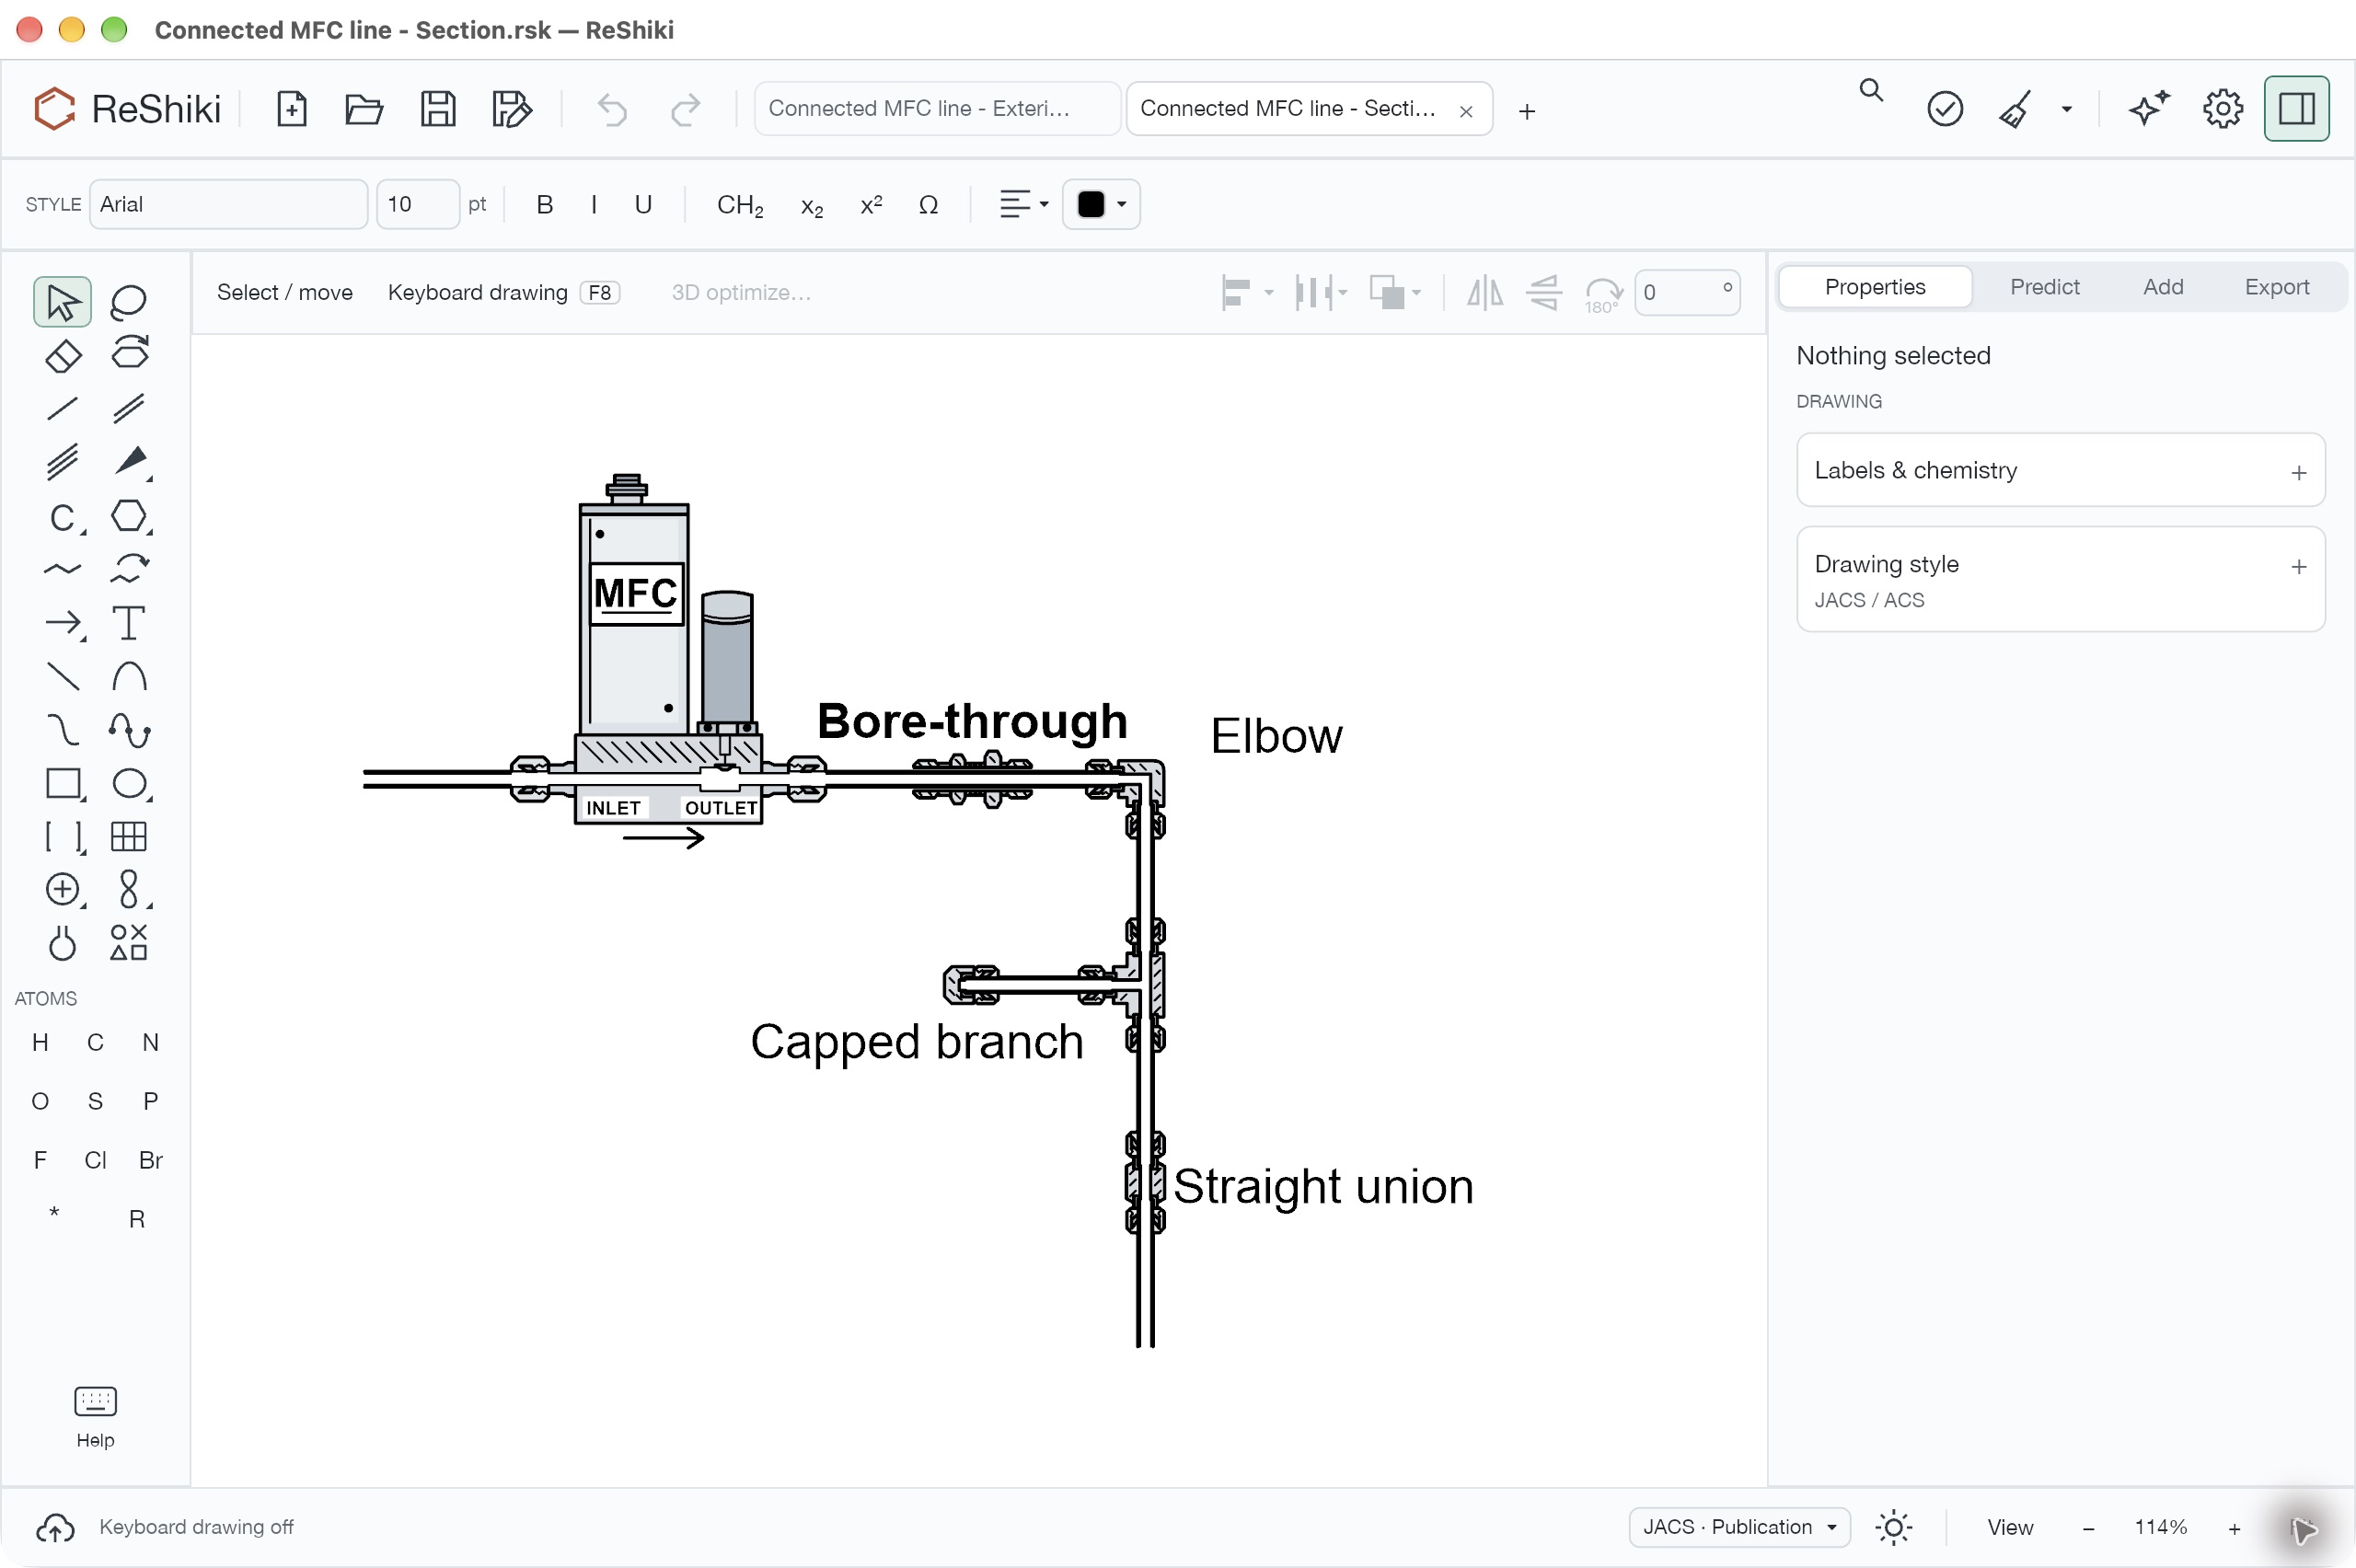 Connected MFC line - Section.rsk — ReShiki
ReShiki
Connected MFC line - Exteri...
Connected MFC line - Secti...
STYLE Arial 10 pt B I U CH₂ x₂ x² Ω
Select / move Keyboard drawing F8 3D optimize... 180° 0 °
Properties Predict Add Export
Nothing selected
DRAWING
Labels & chemistry
Drawing style
JACS / ACS
C
T
MFC
Bore-through
Elbow
INLET OUTLET
Capped branch
Straight union
ATOMS
H C N
O S P
F Cl Br
* R
Help
Keyboard drawing off
JACS · Publication
View − 114% +